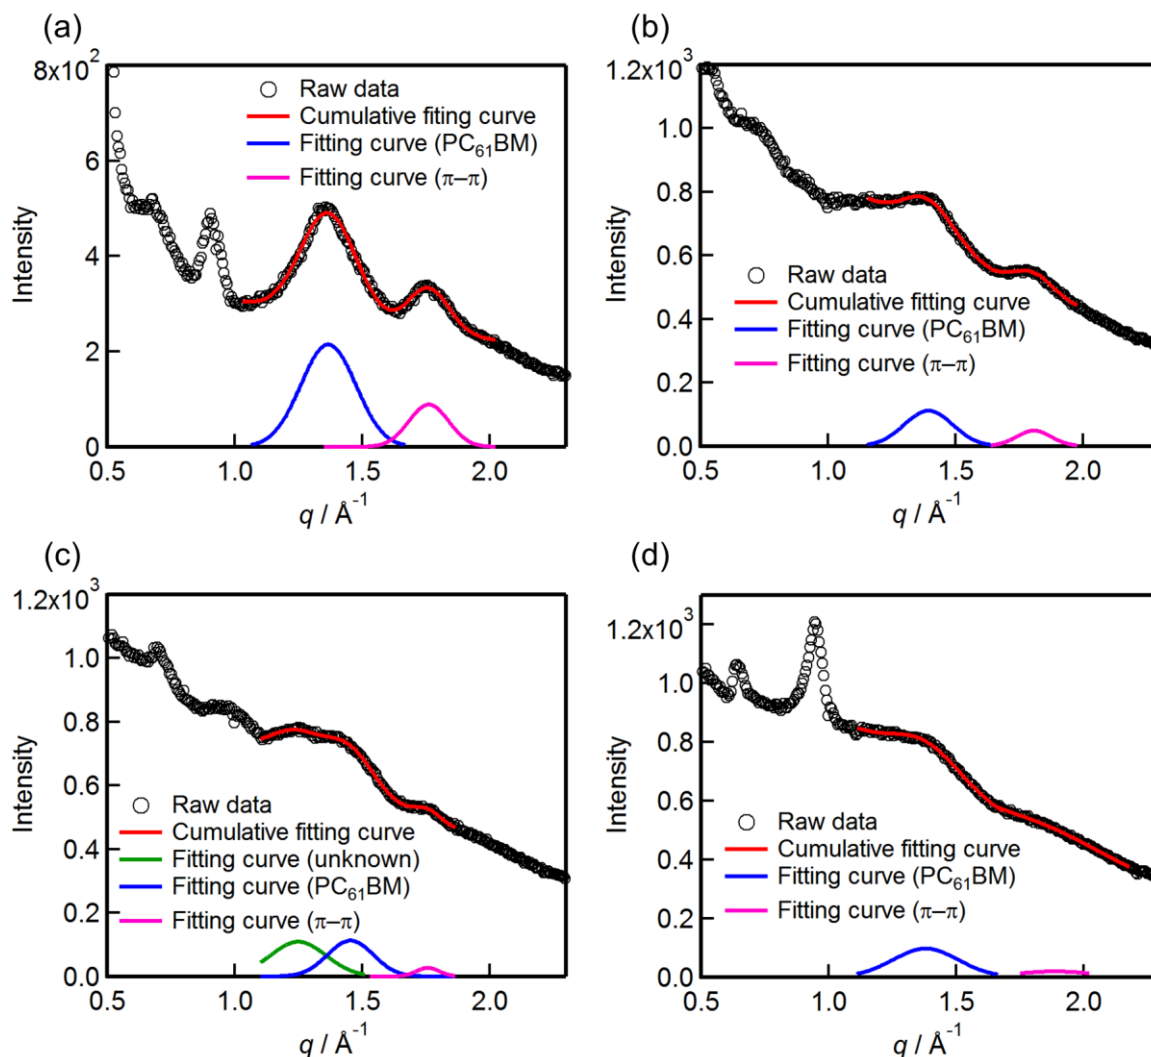 (a)
8x10²
6
4
2
0
Intensity
Raw data
Cumulative fiting curve
Fitting curve (PC₆₁BM)
Fitting curve (π–π)
0.5 1.0 1.5 2.0
q / Å⁻¹
(b)
1.2x10³
1.0
0.8
0.6
0.4
0.2
0.0
Intensity
Raw data
Cumulative fitting curve
Fitting curve (PC₆₁BM)
Fitting curve (π–π)
0.5 1.0 1.5 2.0
q / Å⁻¹
(c)
1.2x10³
1.0
0.8
0.6
0.4
0.2
0.0
Intensity
Raw data
Cumulative fitting curve
Fitting curve (unknown)
Fitting curve (PC₆₁BM)
Fitting curve (π–π)
0.5 1.0 1.5 2.0
q / Å⁻¹
(d)
1.2x10³
1.0
0.8
0.6
0.4
0.2
0.0
Intensity
Raw data
Cumulative fitting curve
Fitting curve (PC₆₁BM)
Fitting curve (π–π)
0.5 1.0 1.5 2.0
q / Å⁻¹